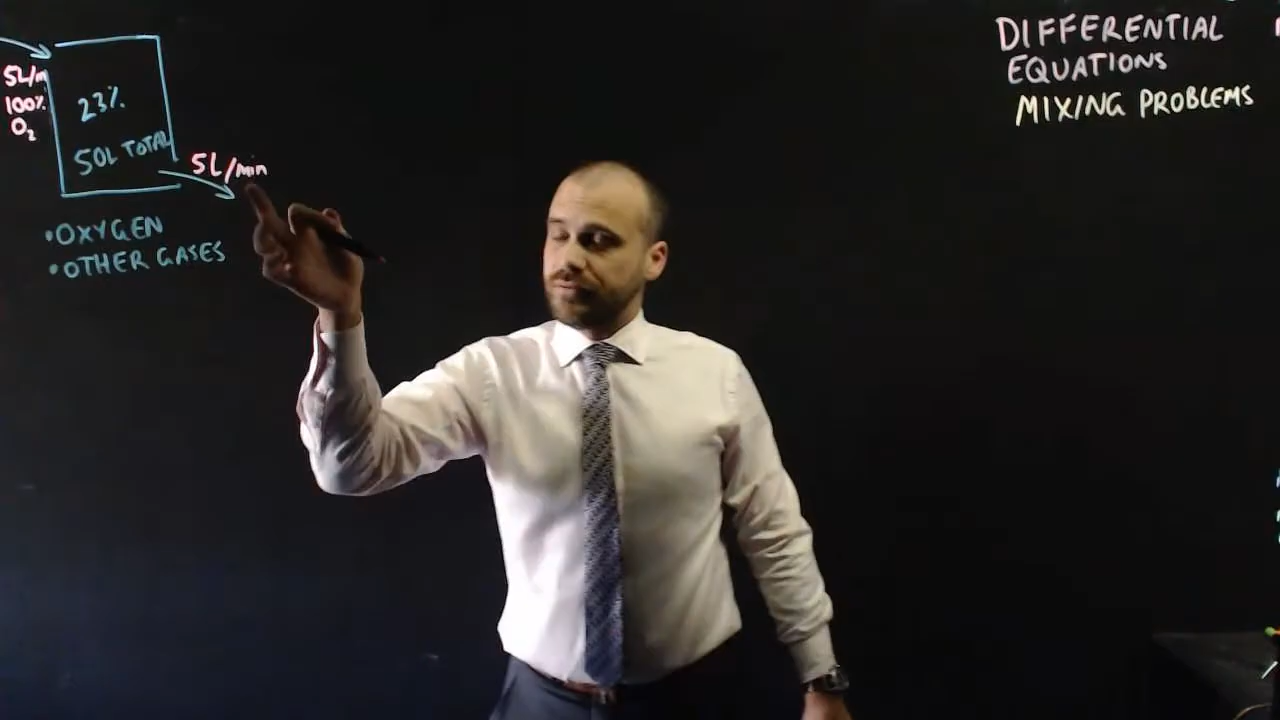 5L/m
100%
O₂
23%
50L TOTAL
5L/min
•OXYGEN
•OTHER GASES
DIFFERENTIAL
EQUATIONS
MIXING PROBLEMS